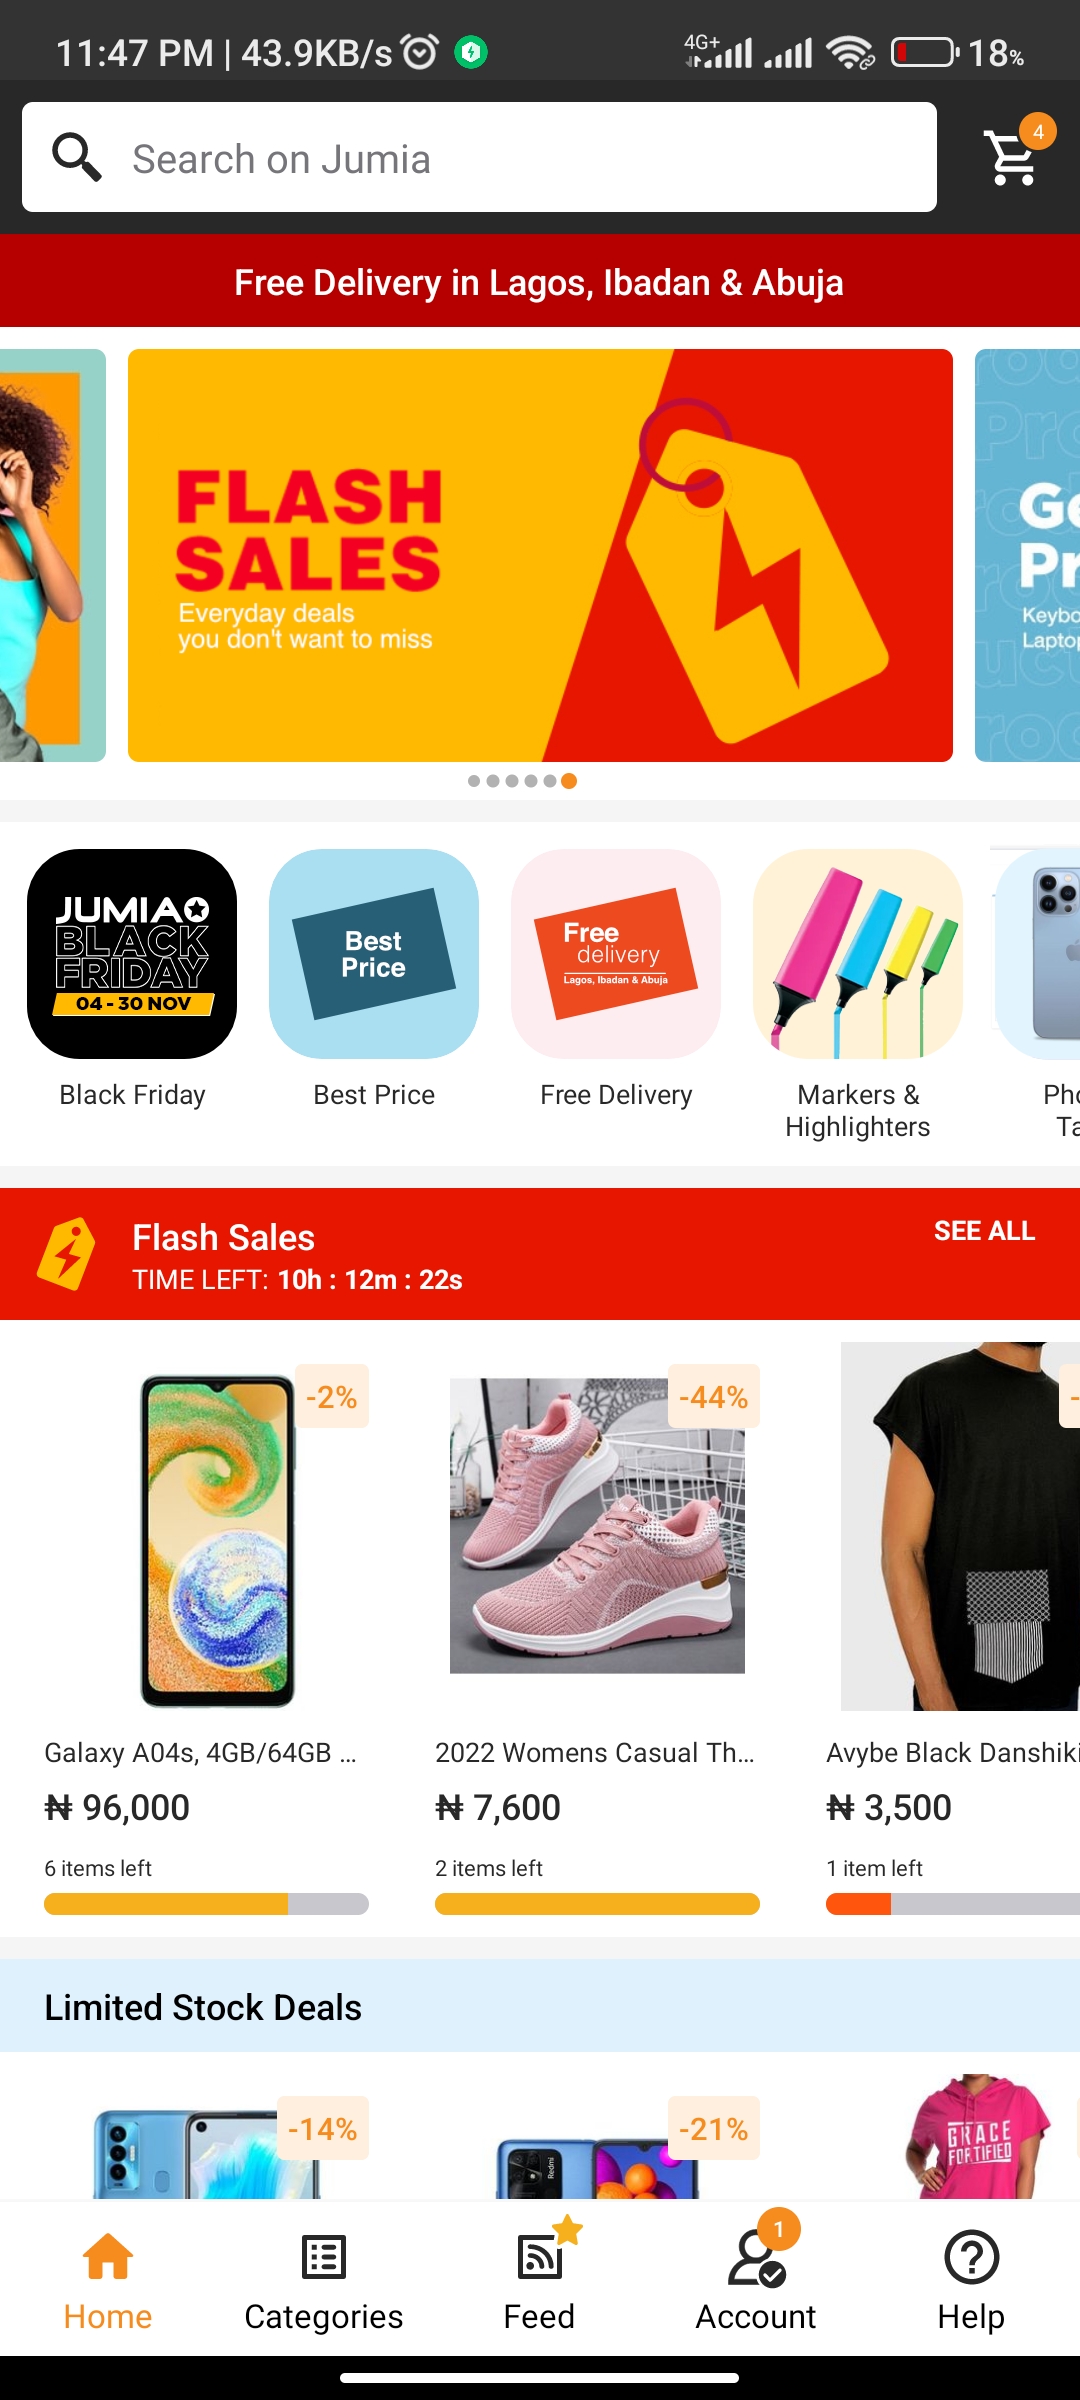 11:47 PM | 43.9KB/s
4G+
18%
Search on Jumia
4
Free Delivery in Lagos, Ibadan & Abuja
FLASH
SALES
Everyday deals
you don't want to miss
Ge
Pr
Keybo
Lapto
JUMIA
BLACK
FRIDAY
04 - 30 NOV
Best
Price
Free
delivery
Lagos, Ibadan & Abuja
Black Friday
Best Price
Free Delivery
Markers &
Highlighters
Pho
Ta
Flash Sales
SEE ALL
TIME LEFT: 10h : 12m : 22s
-2%
-44%
-
Galaxy A04s, 4GB/64GB ...
2022 Womens Casual Th...
Avybe Black Danshiki
₦ 96,000
₦ 7,600
₦ 3,500
6 items left
2 items left
1 item left
Limited Stock Deals
-14%
-21%
Redmi
GRACE
FORTIFIED
1
Home
Categories
Feed
Account
Help